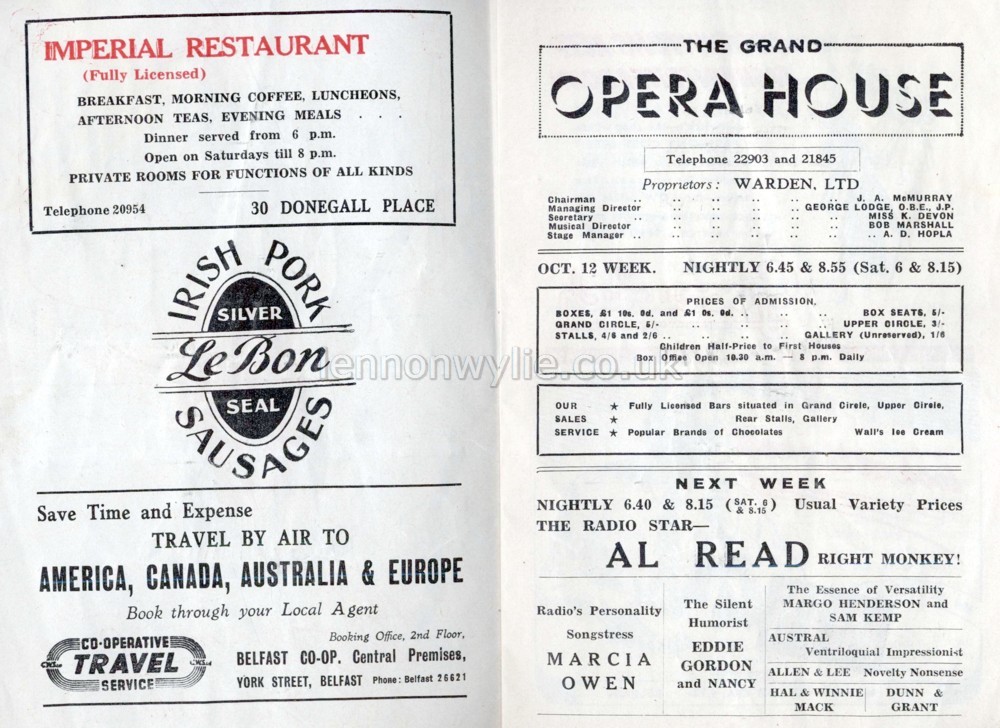 IMPERIAL RESTAURANT
(Fully Licensed)
BREAKFAST, MORNING COFFEE, LUNCHEONS,
AFTERNOON TEAS, EVENING MEALS . . .
Dinner served from 6 p.m.
Open on Saturdays till 8 p.m.
PRIVATE ROOMS FOR FUNCTIONS OF ALL KINDS
Telephone 20954 30 DONEGALL PLACE
IRISH PORK
SILVER
Le Bon
SEAL
SAUSAGES
Save Time and Expense
TRAVEL BY AIR TO
AMERICA, CANADA, AUSTRALIA & EUROPE
Book through your Local Agent
CO-OPERATIVE
TRAVEL
SERVICE
Booking Office, 2nd Floor,
BELFAST CO-OP. Central Premises,
YORK STREET, BELFAST Phone: Belfast 26621
lennonwylie.co.uk
THE GRAND
OPERA HOUSE
Telephone 22903 and 21845
Proprietors: WARDEN, LTD
Chairman .. .. .. .. J. A. McMURRAY
Managing Director .. .. .. GEORGE LODGE, O.B.E., J.P.
Secretary .. .. .. .. MISS K. DEVON
Musical Director .. .. .. .. BOB MARSHALL
Stage Manager .. .. .. .. .. A. D. HOPLA
OCT. 12 WEEK. NIGHTLY 6.45 & 8.55 (Sat. 6 & 8.15)
PRICES OF ADMISSION.
BOXES, £1 10s. 0d. and £1 0s. 0d. .. .. .. BOX SEATS, 5/-
GRAND CIRCLE, 5/- .. .. .. .. UPPER CIRCLE, 3/-
STALLS, 4/6 and 2/6 .. .. .. GALLERY (Unreserved), 1/6
Children Half-Price to First Houses
Box Office Open 10.30 a.m. — 8 p.m. Daily
OUR ★ Fully Licensed Bars situated in Grand Circle, Upper Circle,
SALES ★ Rear Stalls, Gallery
SERVICE ★ Popular Brands of Chocolates Wall's Ice Cream
NEXT WEEK
NIGHTLY 6.40 & 8.15 (SAT. 6 & 8.15) Usual Variety Prices
THE RADIO STAR—
AL READ RIGHT MONKEY!
Radio's Personality
Songstress
MARCIA
OWEN
The Silent
Humorist
EDDIE
GORDON
and NANCY
The Essence of Versatility
MARGO HENDERSON and
SAM KEMP
AUSTRAL
Ventriloquial Impressionist
ALLEN & LEE Novelty Nonsense
HAL & WINNIE
MACK
DUNN &
GRANT